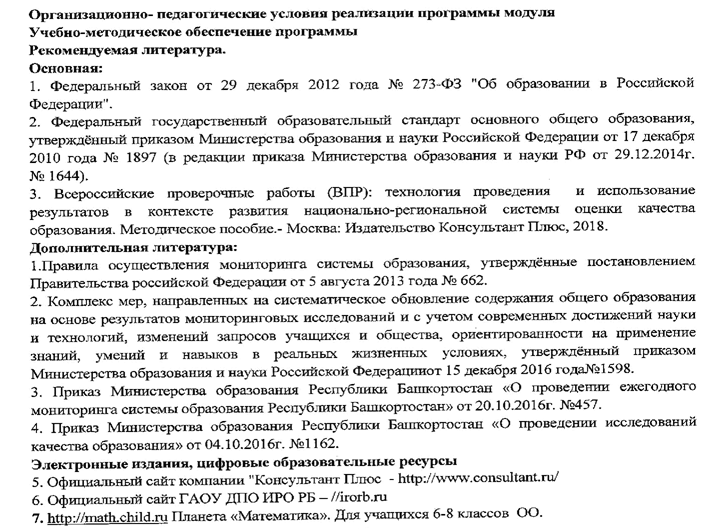 Организационно- педагогические условия реализации программы модуля
Учебно-методическое обеспечение программы
Рекомендуемая литература.
Основная:
1. Федеральный закон от 29 декабря 2012 года № 273-ФЗ "Об образовании в Российской
Федерации".
2. Федеральный государственный образовательный стандарт основного общего образования,
утверждённый приказом Министерства образования и науки Российской Федерации от 17 декабря
2010 года № 1897 (в редакции приказа Министерства образования и науки РФ от 29.12.2014г.
№ 1644).
3. Всероссийские проверочные работы (ВПР): технология проведения и использование
результатов в контексте развития национально-региональной системы оценки качества
образования. Методическое пособие.- Москва: Издательство Консультант Плюс, 2018.
Дополнительная литература:
1.Правила осуществления мониторинга системы образования, утверждённые постановлением
Правительства российской Федерации от 5 августа 2013 года № 662.
2. Комплекс мер, направленных на систематическое обновление содержания общего образования
на основе результатов мониторинговых исследований и с учетом современных достижений науки
и технологий, изменений запросов учащихся и общества, ориентированности на применение
знаний, умений и навыков в реальных жизненных условиях, утверждённый приказом
Министерства образования и науки Российской Федерацииот 15 декабря 2016 года№1598.
3. Приказ Министерства образования Республики Башкортостан «О проведении ежегодного
мониторинга системы образования Республики Башкортостан» от 20.10.2016г. №457.
4. Приказ Министерства образования Республики Башкортостан «О проведении исследований
качества образования» от 04.10.2016г. №1162.
Электронные издания, цифровые образовательные ресурсы
5. Официальный сайт компании "Консультант Плюс - http://www.consultant.ru/
6. Официальный сайт ГАОУ ДПО ИРО РБ – //irorb.ru
7. http://math.child.ru Планета «Математика». Для учащихся 6-8 классов ОО.